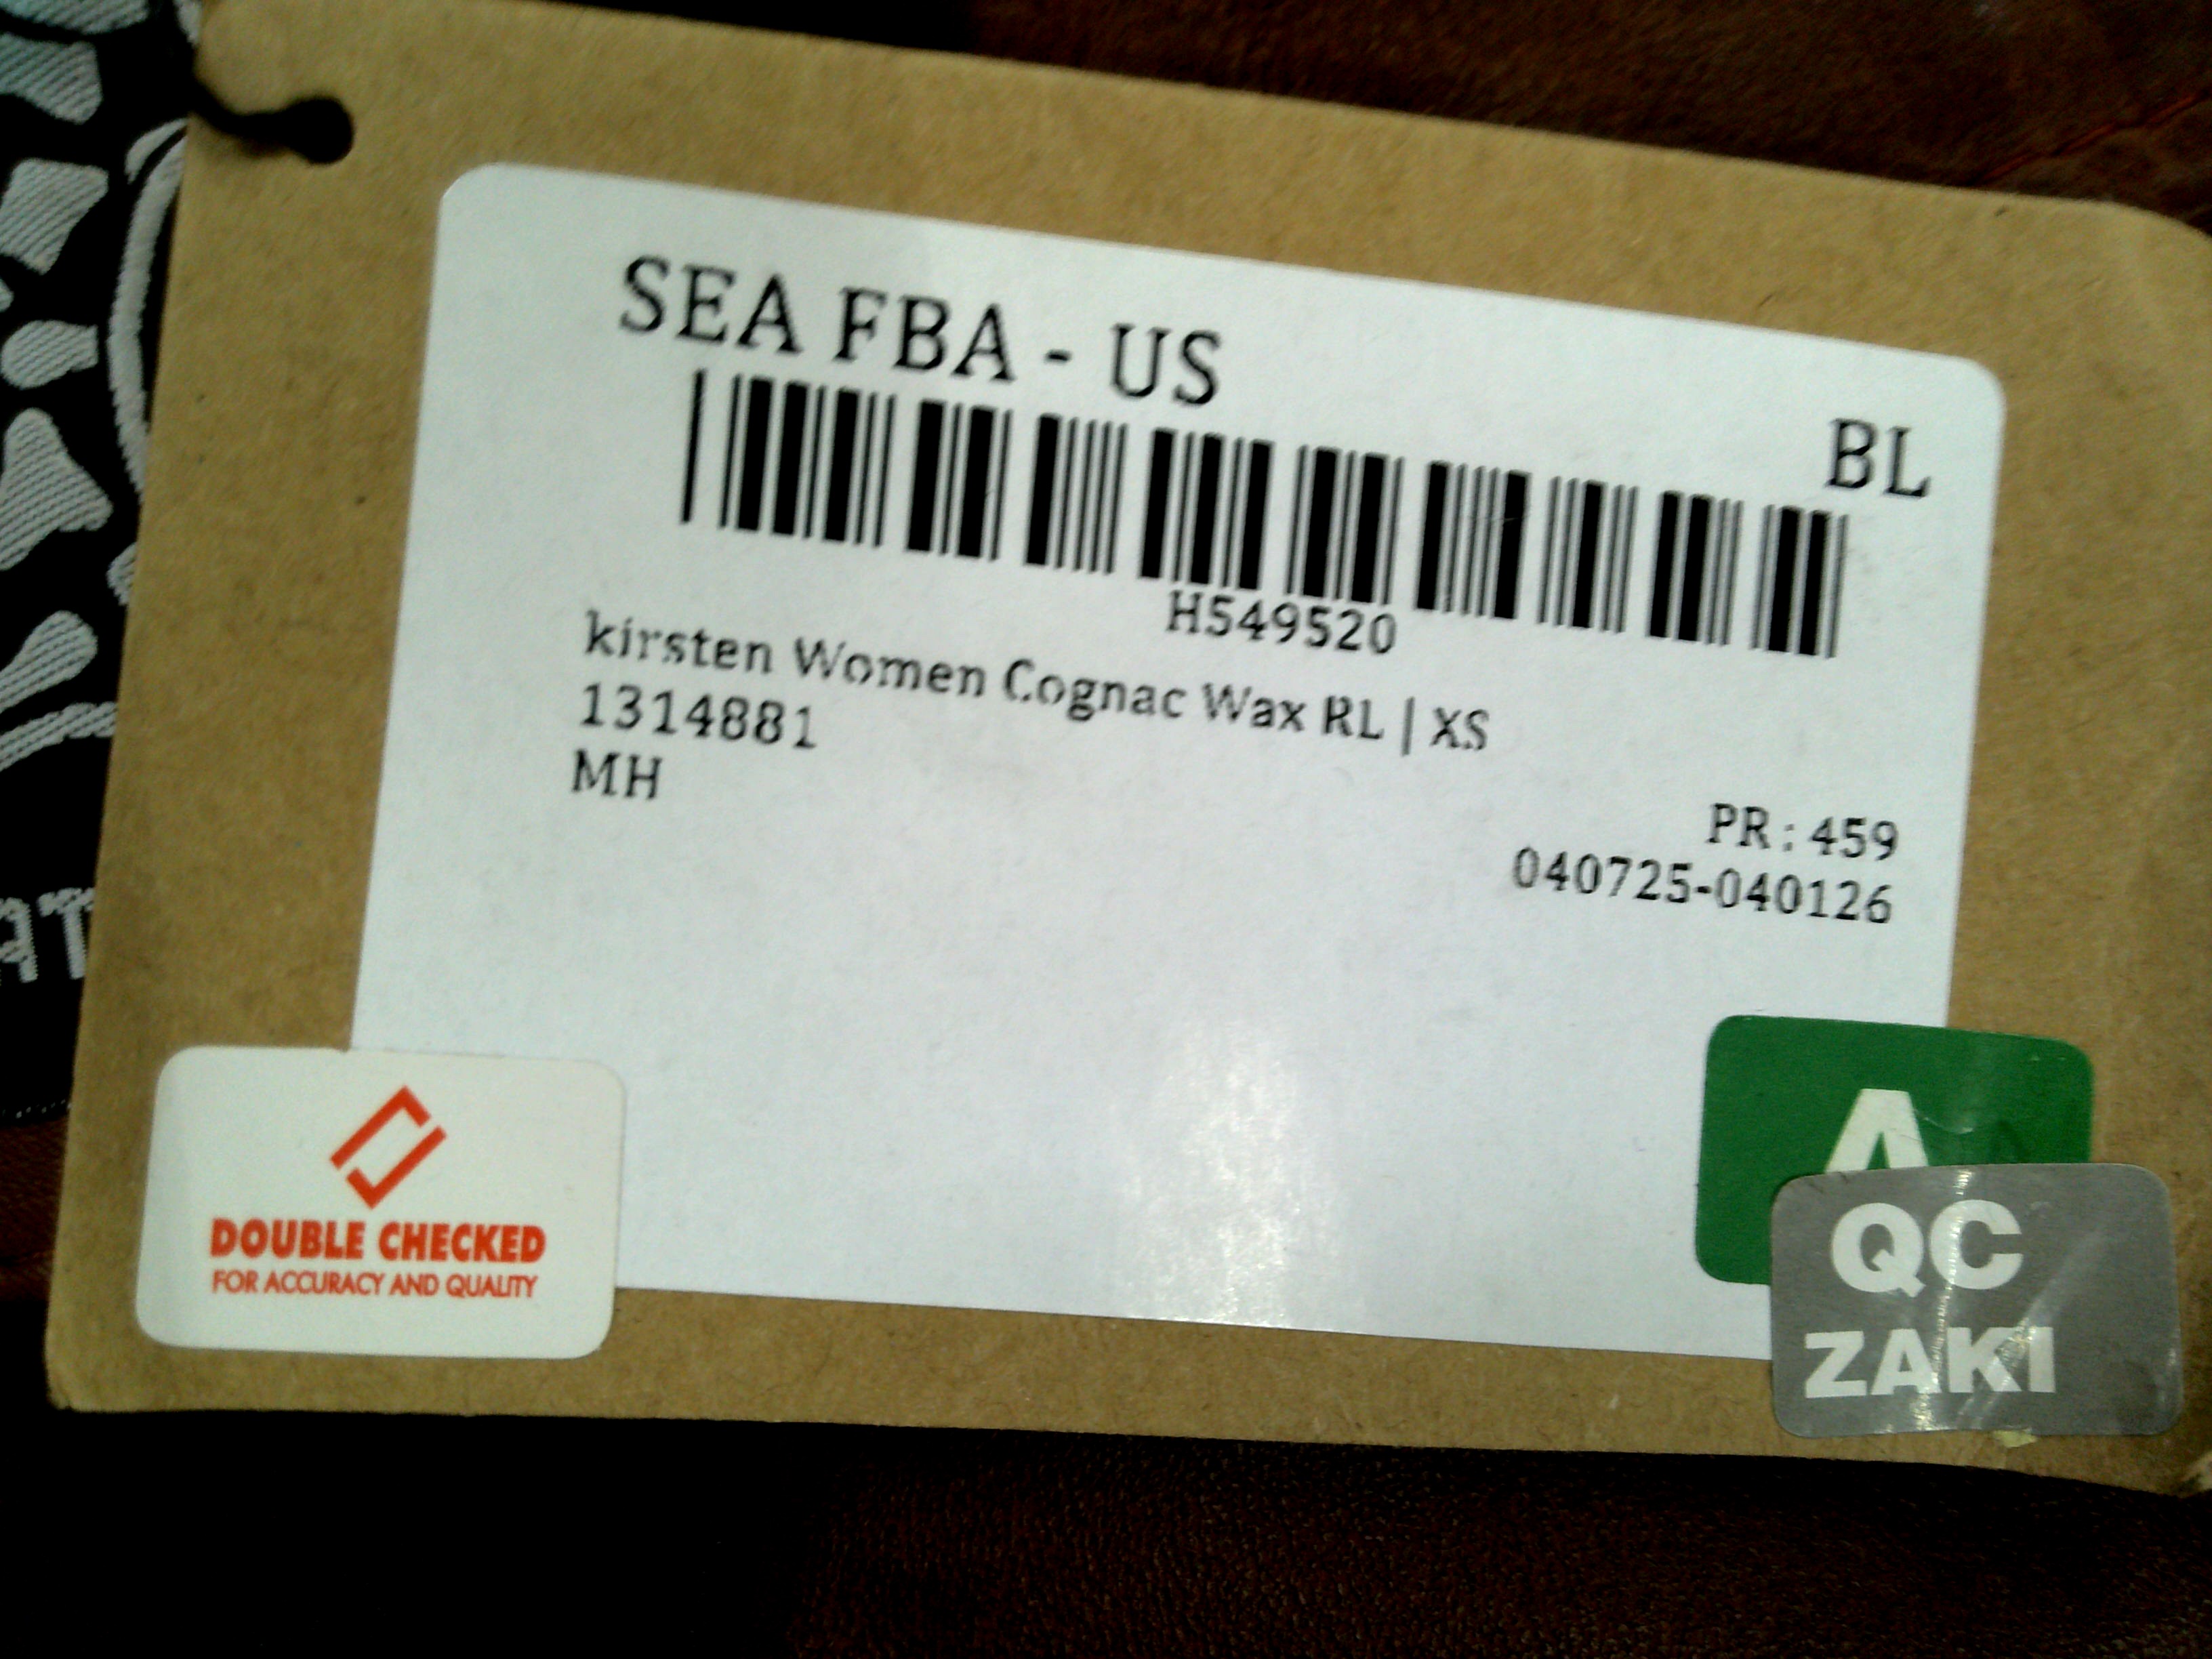 SEA FBA - US
BL
H549520
kirsten Women Cognac Wax RL | XS
1314881
MH
PR : 459
040725-040126
DOUBLE CHECKED
FOR ACCURACY AND QUALITY
A
QC
ZAKI